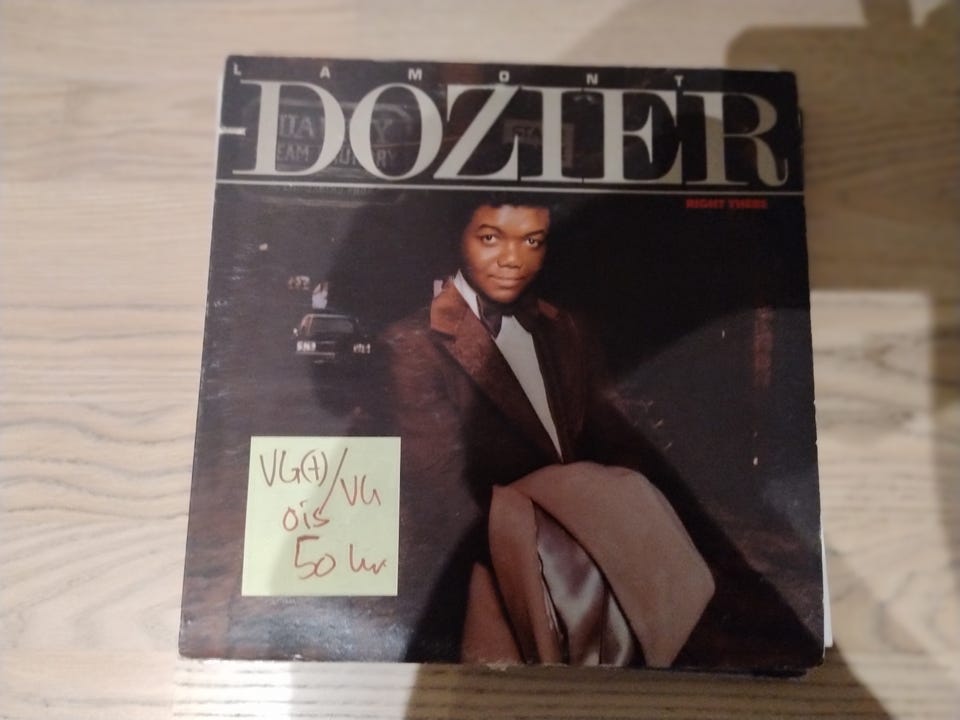 LAMONT
DOZIER
RIGHT THERE
VG(+)/VG
ois
50 kr